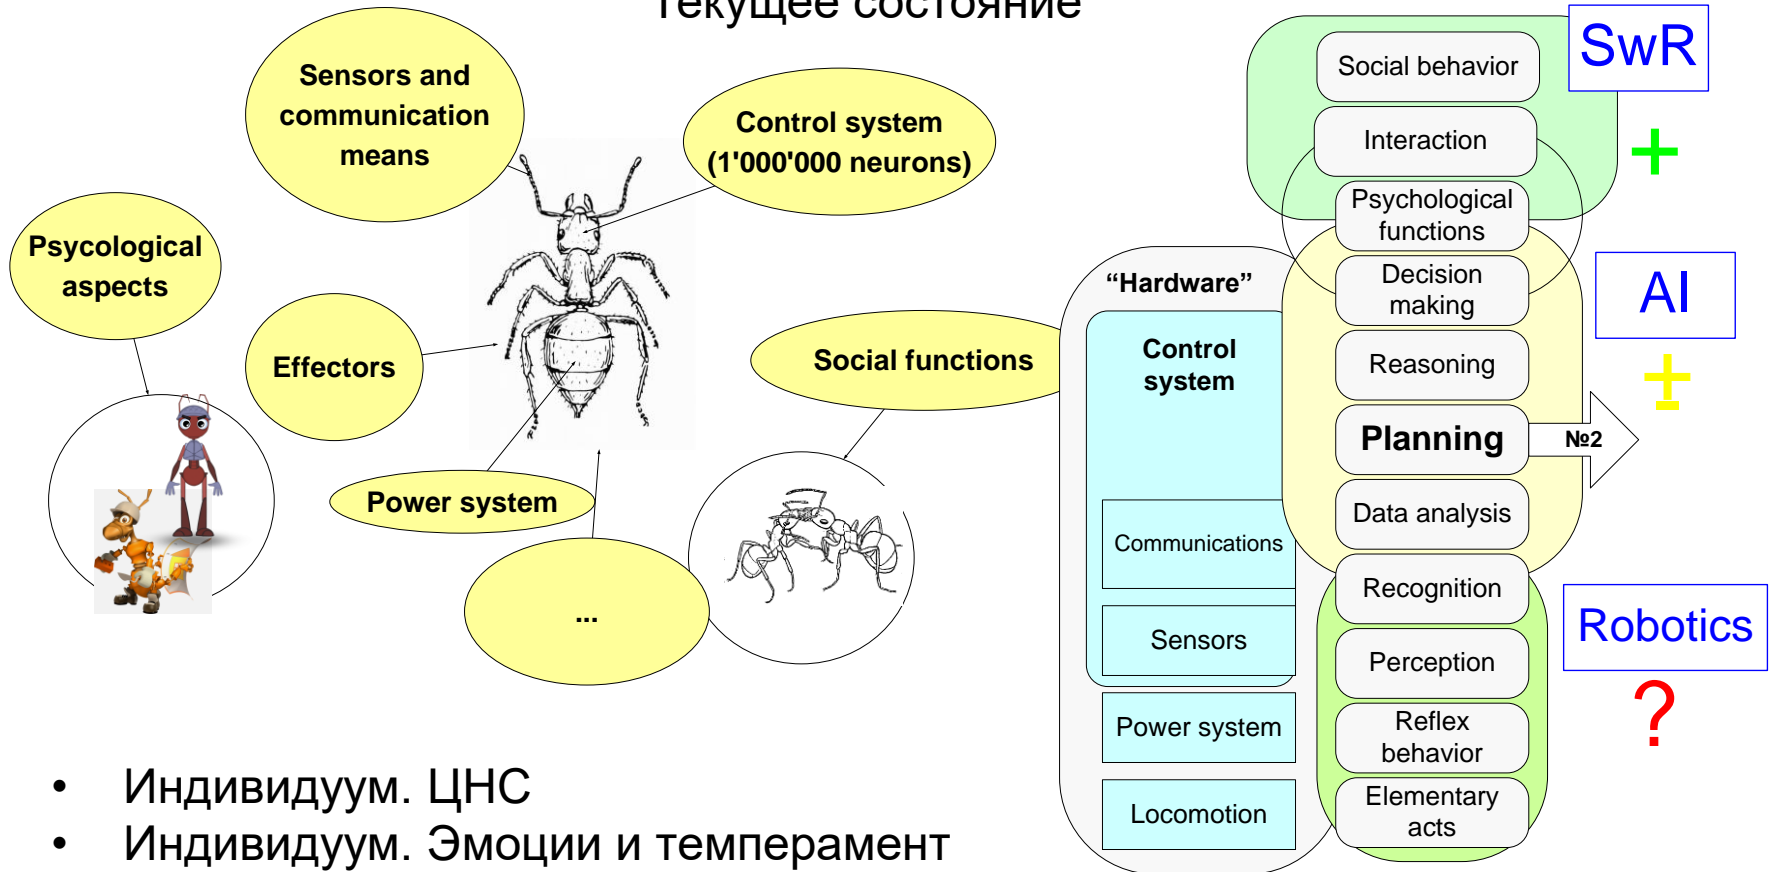 Текущее состояние
Sensors and
communication
means
Control system
(1'000'000 neurons)
Psycological
aspects
Effectors
Social functions
Power system
...
“Hardware”
Control
system
Communications
Sensors
Power system
Locomotion
Social behavior
Interaction
Psychological
functions
Decision
making
Reasoning
Planning
№2
Data analysis
Recognition
Perception
Reflex
behavior
Elementary
acts
SwR
+
AI
±
Robotics
?
• Индивидуум. ЦНС
• Индивидуум. Эмоции и темперамент